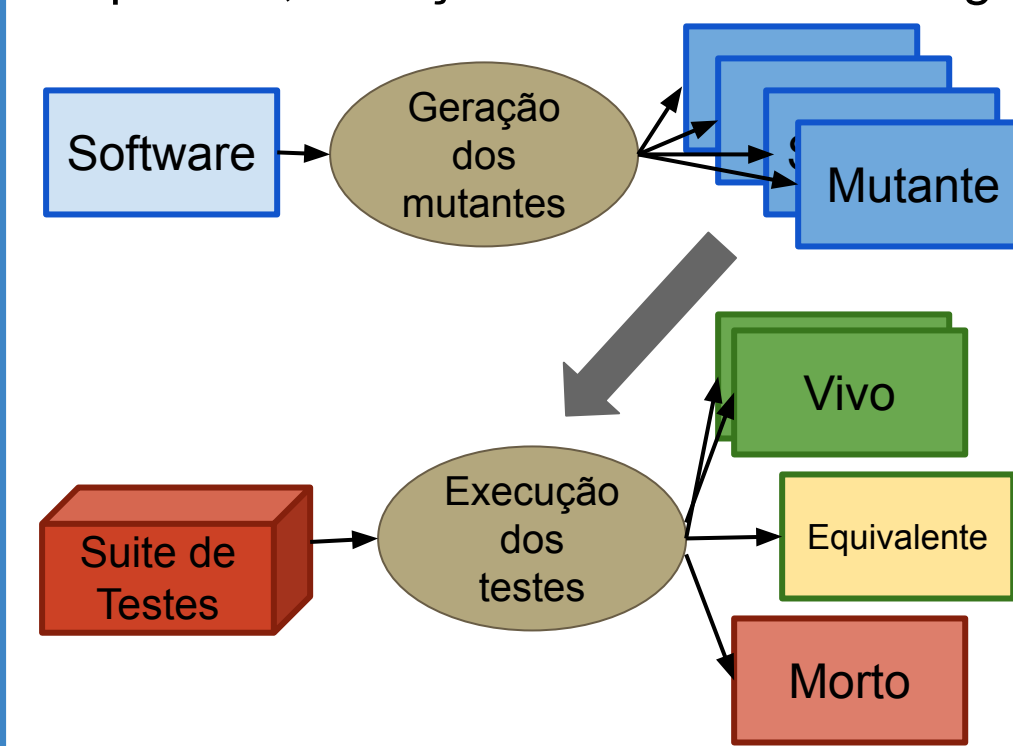 Software
Geração
dos
mutantes
Mutante
Vivo
Execução
dos
testes
Equivalente
Suite de
Testes
Morto